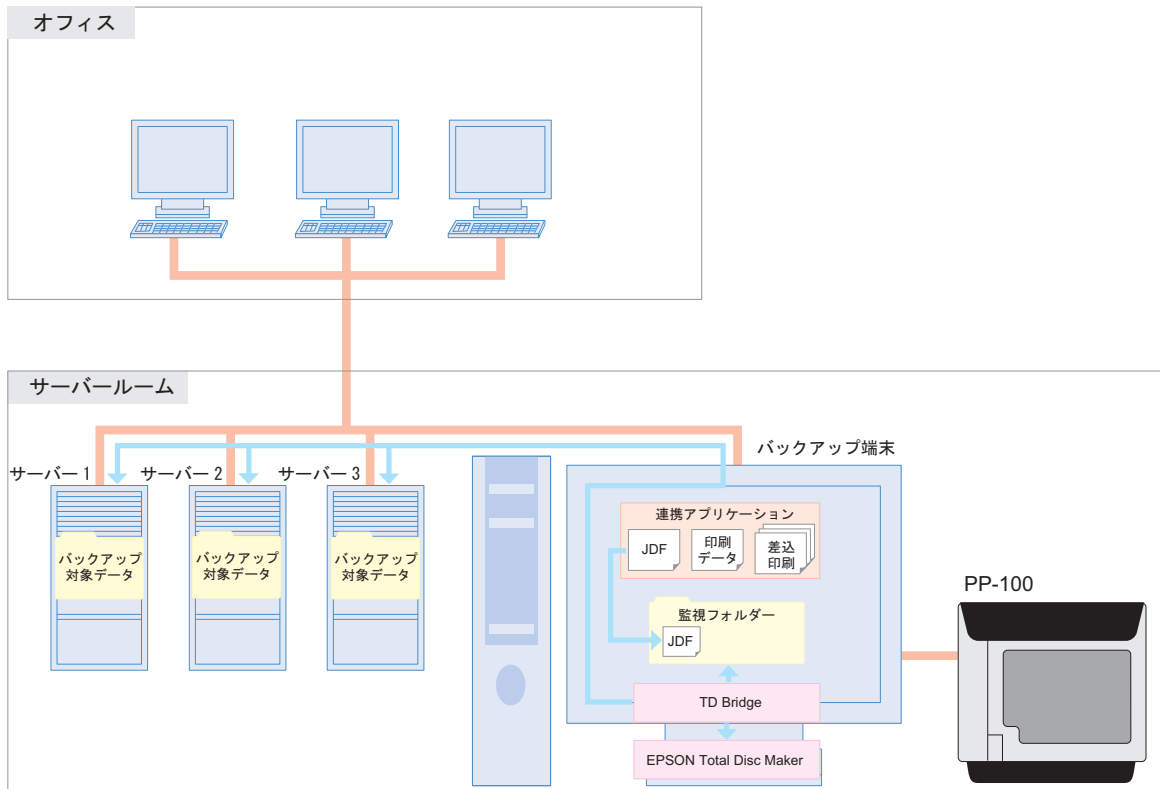 オフィス
サーバールーム
バックアップ端末
サーバー 1
サーバー 2
サーバー 3
バックアップ
対象データ
バックアップ
対象データ
バックアップ
対象データ
連携アプリケーション
JDF
印刷
データ
差込
印刷
監視フォルダー
JDF
TD Bridge
EPSON Total Disc Maker
PP-100